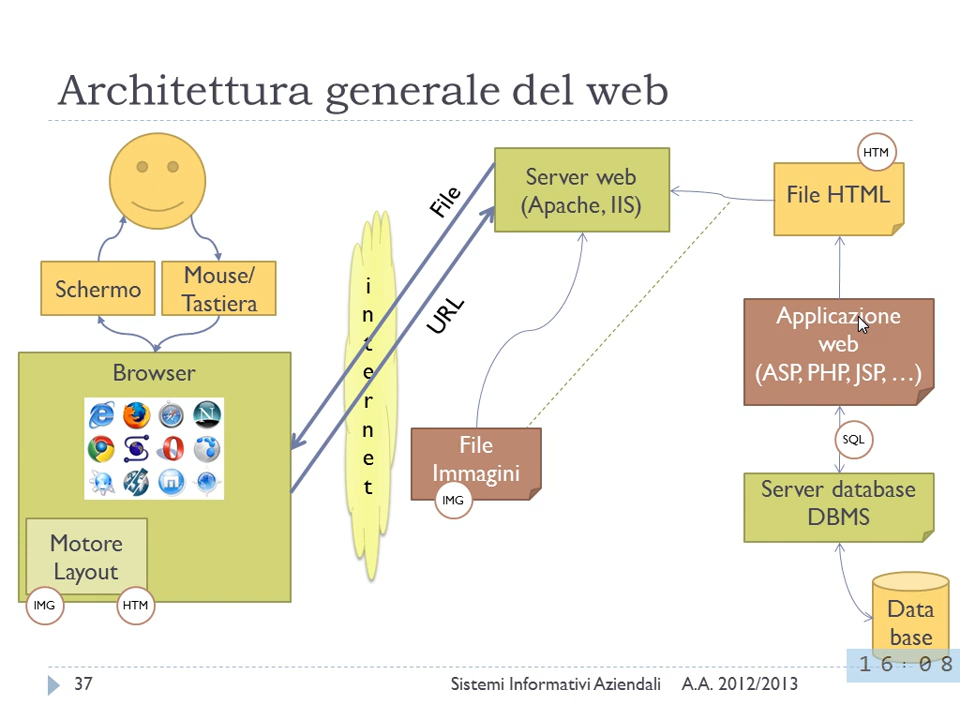 Architettura generale del web
Schermo
Mouse/
Tastiera
Browser
Motore
Layout
IMG
HTM
i
n
t
e
r
n
e
t
File
URL
Server web
(Apache, IIS)
File
Immagini
IMG
HTM
File HTML
Applicazione
web
(ASP, PHP, JSP, …)
SQL
Server database
DBMS
Data
base
16:08
37
Sistemi Informativi Aziendali
A.A. 2012/2013